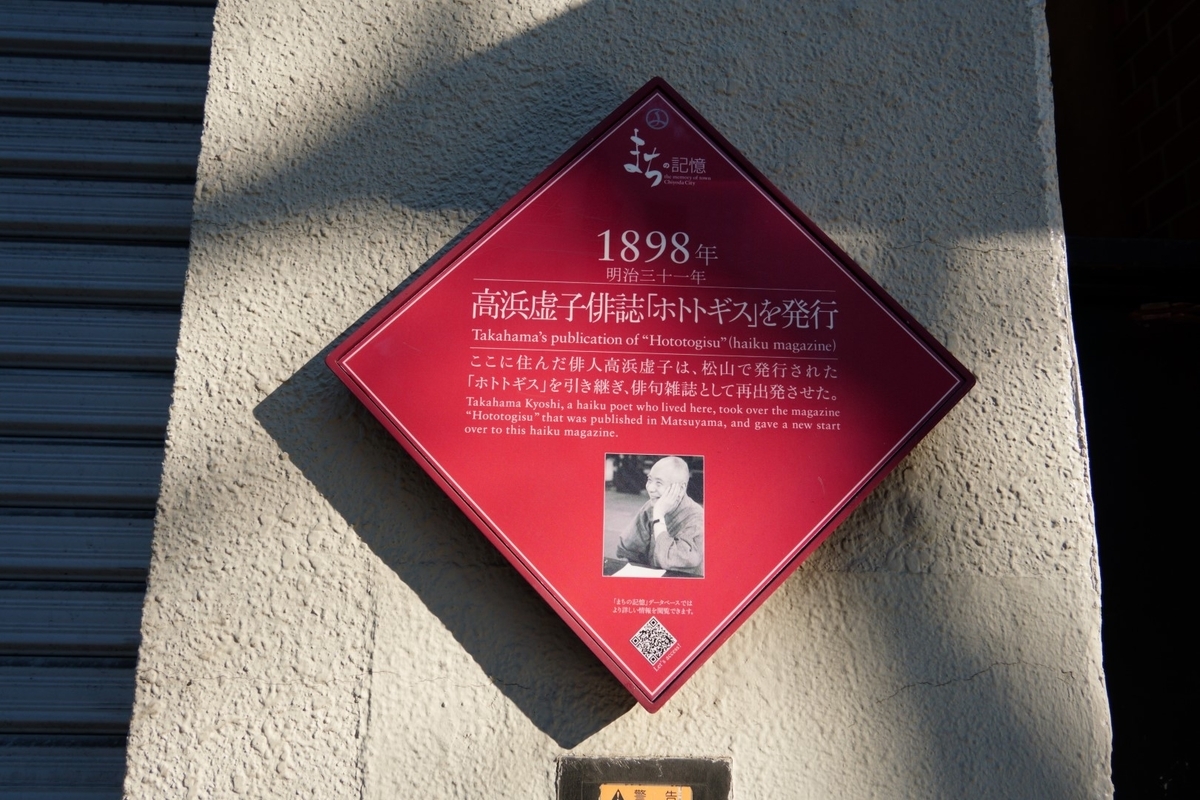 まちの記憶
the memory of town
Chiyoda City
1898年
明治三十一年
高浜虚子俳誌「ホトトギス」を発行
Takahama's publication of “Hototogisu” (haiku magazine)
ここに住んだ俳人高浜虚子は、松山で発行された
「ホトトギス」を引き継ぎ、俳句雑誌として再出発させた。
Takahama Kyoshi, a haiku poet who lived here, took over the magazine
“Hototogisu” that was published in Matsuyama, and gave a new start
over to this haiku magazine.
「まちの記憶」データベースでは
より詳しい情報を閲覧できます。
Let's access!
警告